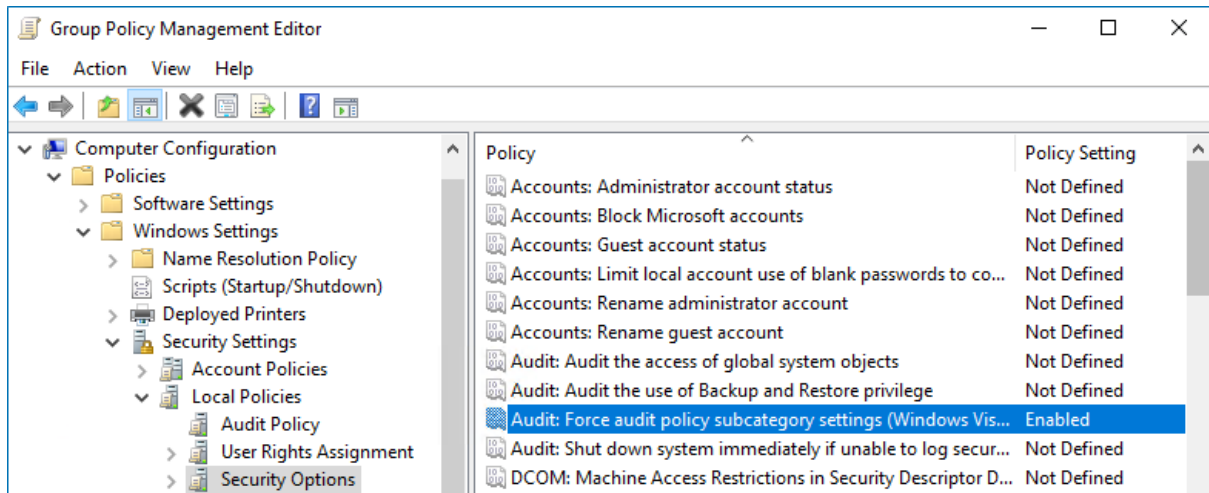 Group Policy Management Editor
File Action View Help
Computer Configuration
Policies
Software Settings
Windows Settings
Name Resolution Policy
Scripts (Startup/Shutdown)
Deployed Printers
Security Settings
Account Policies
Local Policies
Audit Policy
User Rights Assignment
Security Options
Policy Policy Setting
Accounts: Administrator account status Not Defined
Accounts: Block Microsoft accounts Not Defined
Accounts: Guest account status Not Defined
Accounts: Limit local account use of blank passwords to co... Not Defined
Accounts: Rename administrator account Not Defined
Accounts: Rename guest account Not Defined
Audit: Audit the access of global system objects Not Defined
Audit: Audit the use of Backup and Restore privilege Not Defined
Audit: Force audit policy subcategory settings (Windows Vis... Enabled
Audit: Shut down system immediately if unable to log secur... Not Defined
DCOM: Machine Access Restrictions in Security Descriptor D... Not Defined